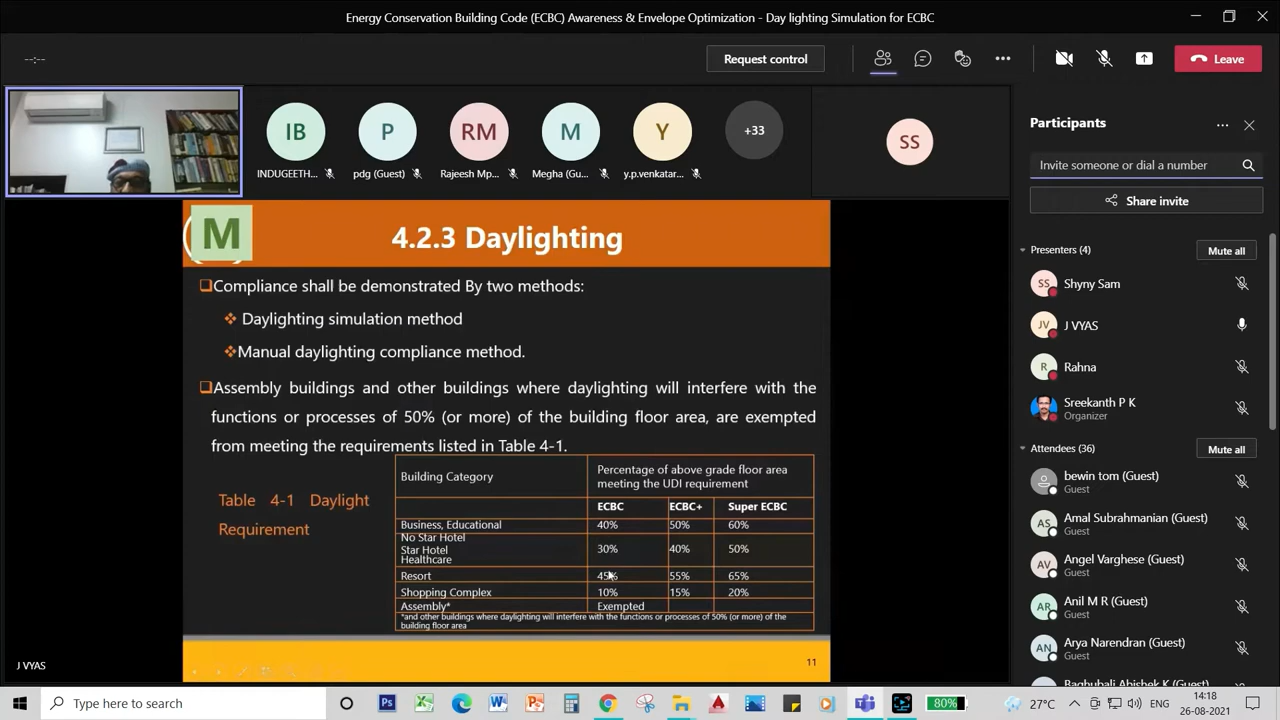 Energy Conservation Building Code (ECBC) Awareness & Envelope Optimization - Day lighting Simulation for ECBC
--:--
Request control
Leave
IB
P
RM
M
Y
+33
SS
INDUGEETH...
pdg (Guest)
Rajeesh Mp...
Megha (Gu...
y.p.venkatar...
Participants
Invite someone or dial a number
Share invite
Presenters (4)
Mute all
SS Shyny Sam
JV J VYAS
R Rahna
Sreekanth P K
Organizer
Attendees (36)
Mute all
bewin tom (Guest)
Guest
AS Amal Subrahmanian (Guest)
Guest
AV Angel Varghese (Guest)
Guest
AR Anil M R (Guest)
Guest
AN Arya Narendran (Guest)
Guest
Baghubali Abhishek K (Guest)
M
4.2.3 Daylighting
Compliance shall be demonstrated By two methods:
Daylighting simulation method
Manual daylighting compliance method.
Assembly buildings and other buildings where daylighting will interfere with the
functions or processes of 50% (or more) of the building floor area, are exempted
from meeting the requirements listed in Table 4-1.
Table 4-1 Daylight
Requirement
Building Category
Percentage of above grade floor area
meeting the UDI requirement
ECBC ECBC+ Super ECBC
Business, Educational 40% 50% 60%
No Star Hotel
Star Hotel 30% 40% 50%
Healthcare
Resort 45% 55% 65%
Shopping Complex 10% 15% 20%
Assembly* Exempted
*and other buildings where daylighting will interfere with the functions or processes of 50% (or more) of the
building floor area
11
J VYAS
Type here to search
80%
27°C
ENG
14:18
26-08-2021